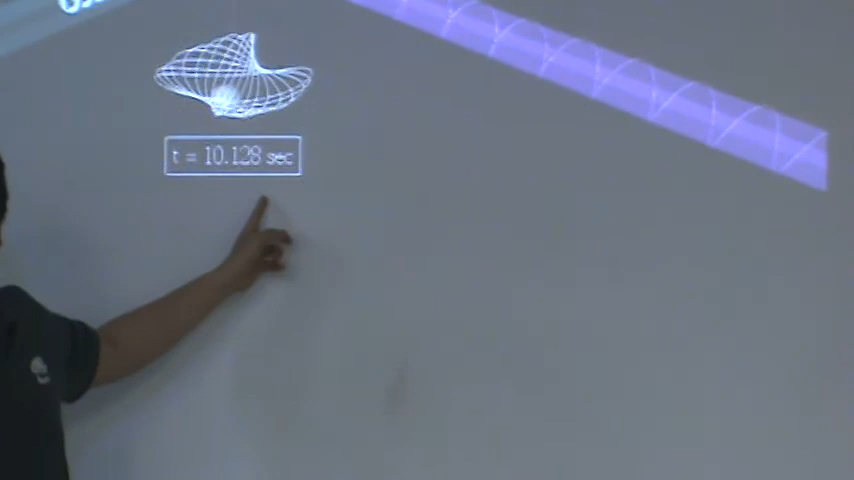 t = 10.128 sec